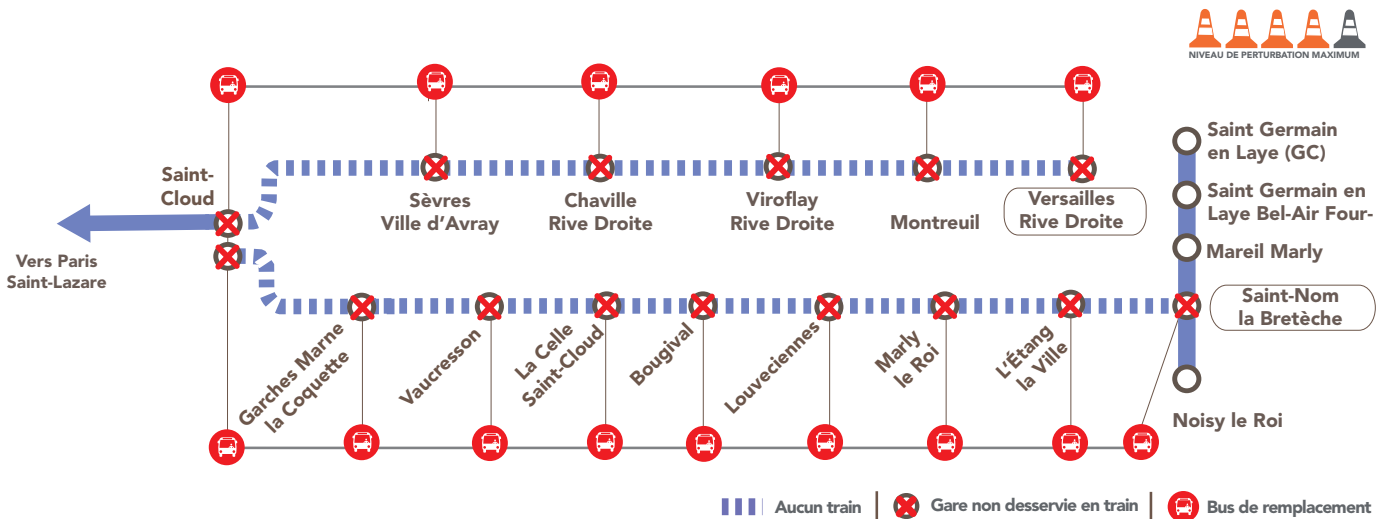 NIVEAU DE PERTURBATION MAXIMUM
Saint-
Cloud
Vers Paris
Saint-Lazare
Sèvres
Ville d'Avray
Chaville
Rive Droite
Viroflay
Rive Droite
Montreuil
Versailles
Rive Droite
Saint Germain
en Laye (GC)
Saint Germain en
Laye Bel-Air Four-
Mareil Marly
Saint-Nom
la Bretèche
Noisy le Roi
Garches Marne
la Coquette
Vaucresson
La Celle
Saint-Cloud
Bougival
Louveciennes
Marly
le Roi
L'Étang
la Ville
Aucun train
Gare non desservie en train
Bus de remplacement